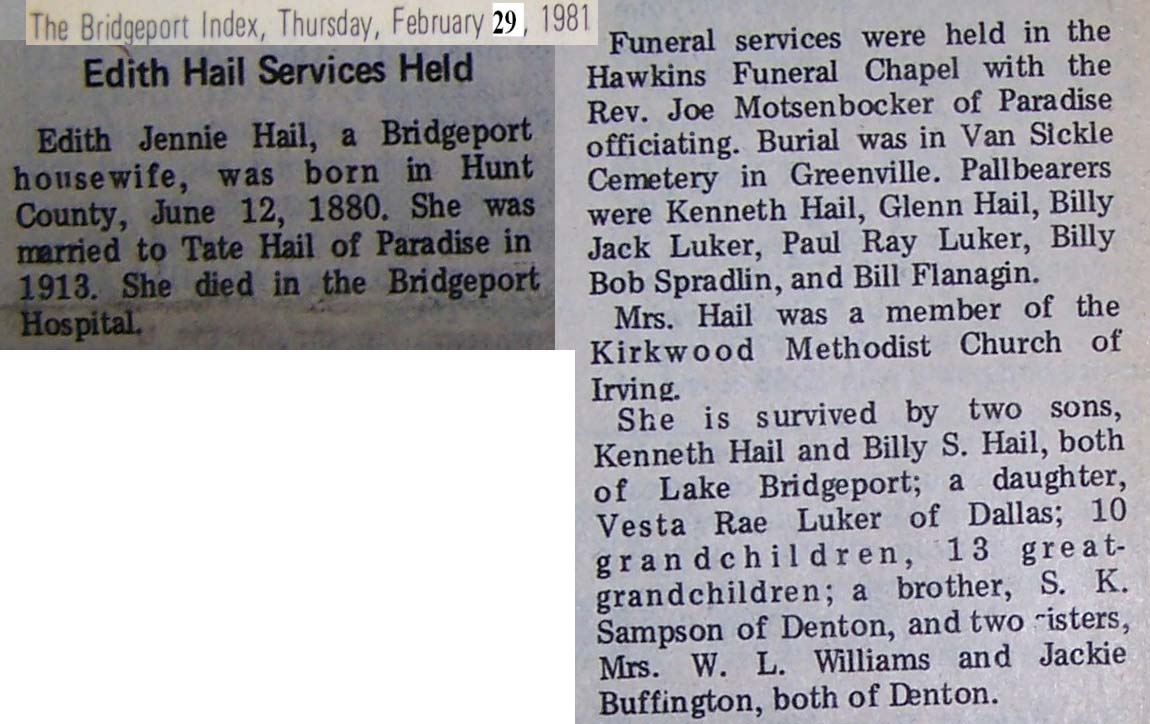 The Bridgeport Index, Thursday, February 29, 1981
Edith Hail Services Held
Edith Jennie Hail, a Bridgeport
housewife, was born in Hunt
County, June 12, 1880. She was
married to Tate Hail of Paradise in
1913. She died in the Bridgeport
Hospital.
Funeral services were held in the
Hawkins Funeral Chapel with the
Rev. Joe Motsenbocker of Paradise
officiating. Burial was in Van Sickle
Cemetery in Greenville. Pallbearers
were Kenneth Hail, Glenn Hail, Billy
Jack Luker, Paul Ray Luker, Billy
Bob Spradlin, and Bill Flanagin.
Mrs. Hail was a member of the
Kirkwood Methodist Church of
Irving.
She is survived by two sons,
Kenneth Hail and Billy S. Hail, both
of Lake Bridgeport; a daughter,
Vesta Rae Luker of Dallas; 10
grandchildren, 13 great-
grandchildren; a brother, S. K.
Sampson of Denton, and two sisters,
Mrs. W. L. Williams and Jackie
Buffington, both of Denton.